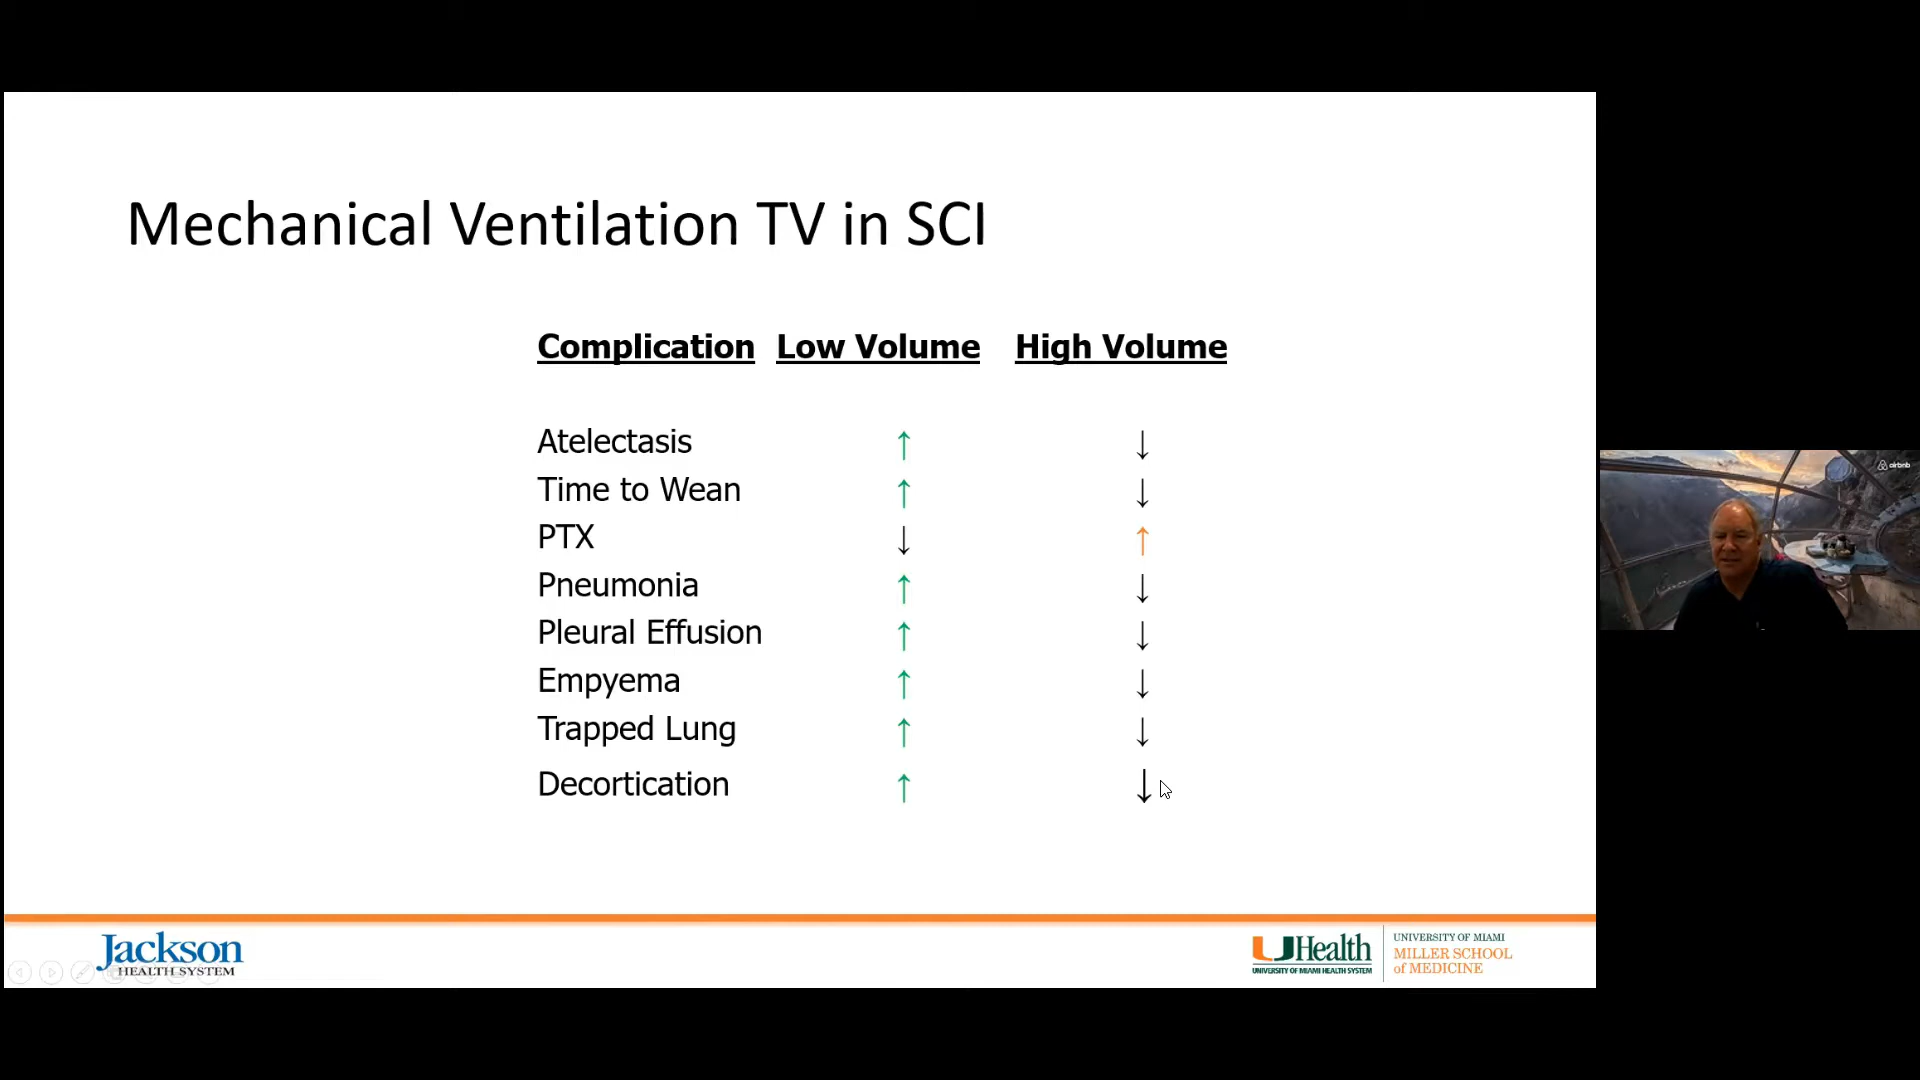 Mechanical Ventilation TV in SCI
Complication Low Volume High Volume
Atelectasis ↑ ↓
Time to Wean ↑ ↓
PTX ↓ ↑
Pneumonia ↑ ↓
Pleural Effusion ↑ ↓
Empyema ↑ ↓
Trapped Lung ↑ ↓
Decortication ↑ ↓
airbnb
Jackson
HEALTH SYSTEM
UHealth
UNIVERSITY OF MIAMI HEALTH SYSTEM
UNIVERSITY OF MIAMI
MILLER SCHOOL
of MEDICINE